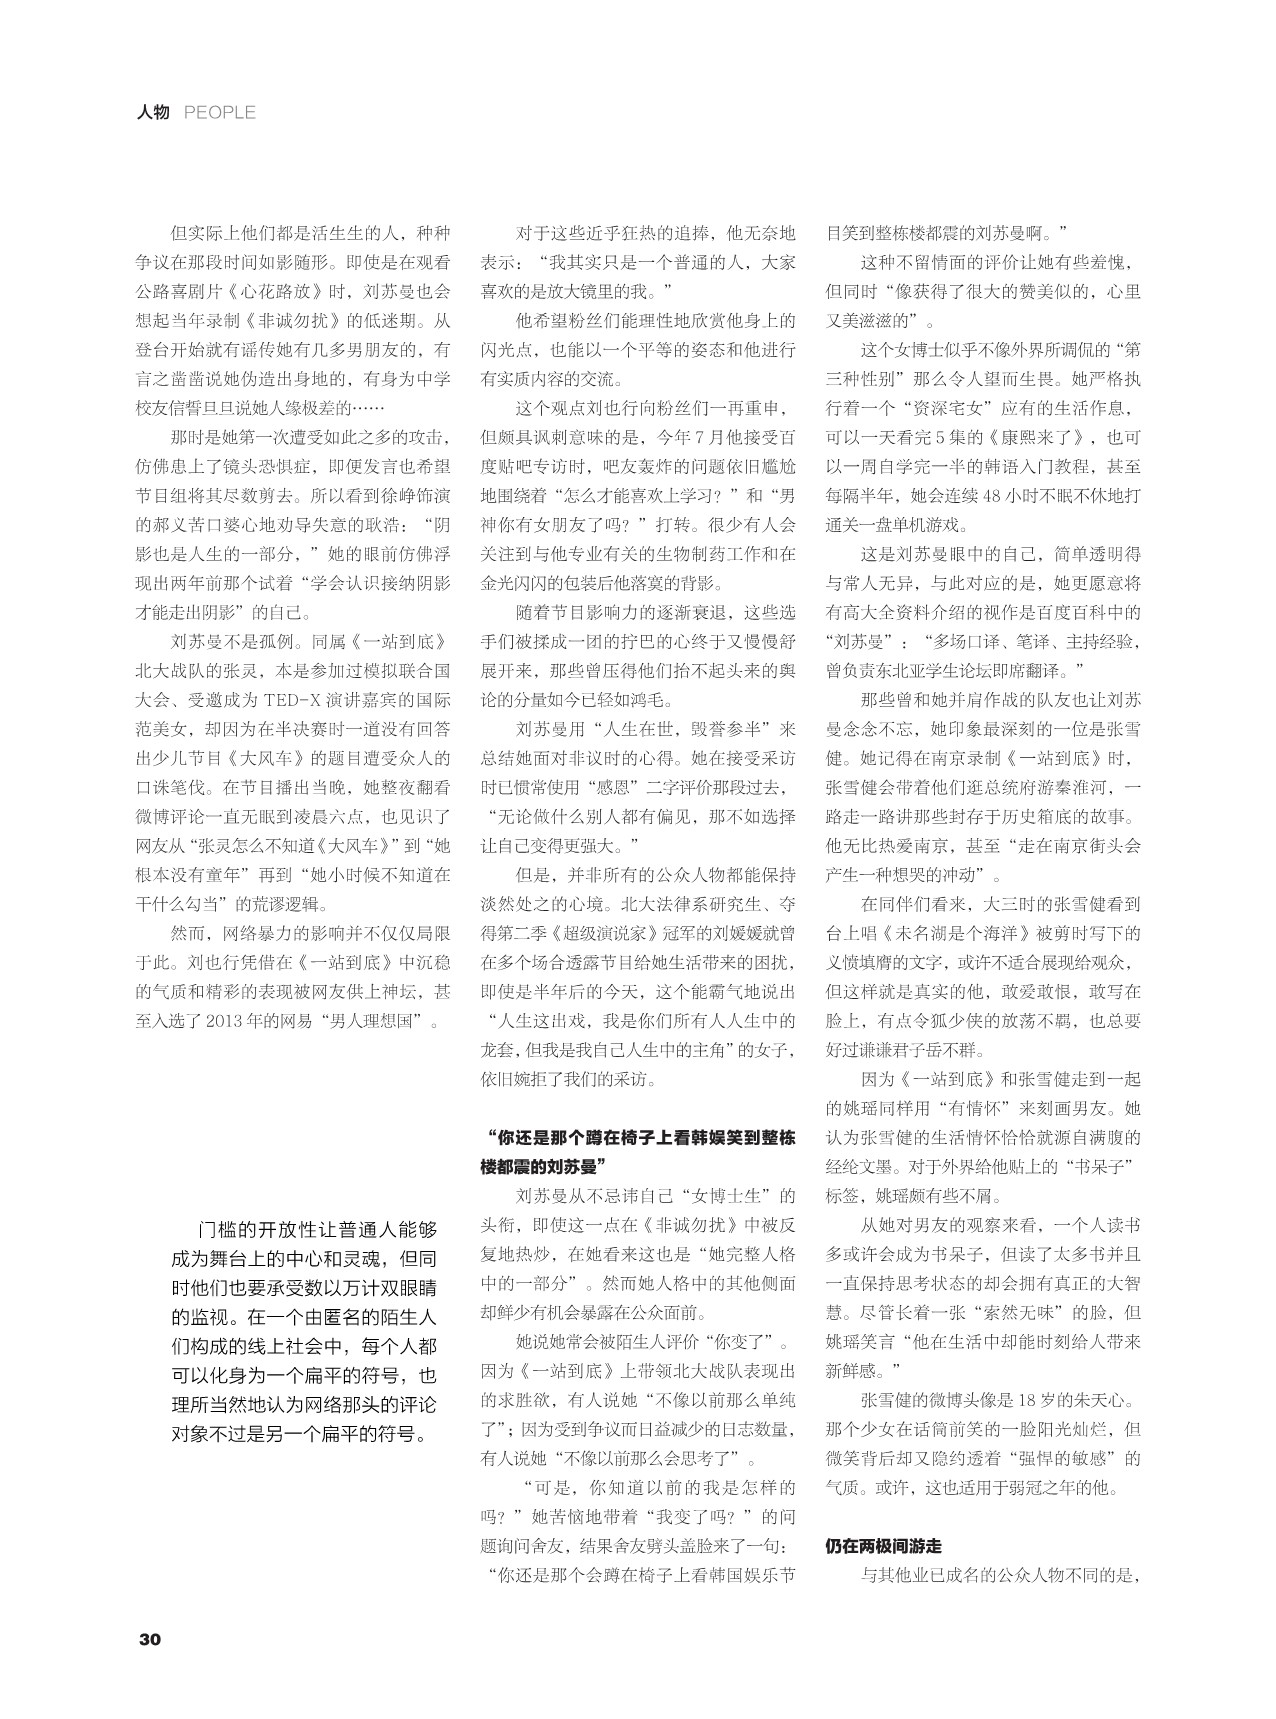 人物 PEOPLE
但实际上他们都是活生生的人，种种
争议在那段时间如影随形。即使是在观看
公路喜剧片《心花路放》时，刘苏曼也会
想起当年录制《非诚勿扰》的低迷期。从
登台开始就有谣传她有几多男朋友的，有
言之凿凿说她伪造出身地的，有身为中学
校友信誓旦旦说她人缘极差的……
那时是她第一次遭受如此之多的攻击，
仿佛患上了镜头恐惧症，即便发言也希望
节目组将其尽数剪去。所以看到徐峥饰演
的郝义苦口婆心地劝导失意的耿浩：“阴
影也是人生的一部分，”她的眼前仿佛浮
现出两年前那个试着“学会认识接纳阴影
才能走出阴影”的自己。
刘苏曼不是孤例。同属《一站到底》
北大战队的张灵，本是参加过模拟联合国
大会、受邀成为 TED-X 演讲嘉宾的国际
范美女，却因为在半决赛时一道没有回答
出少儿节目《大风车》的题目遭受众人的
口诛笔伐。在节目播出当晚，她整夜翻看
微博评论一直无眠到凌晨六点，也见识了
网友从“张灵怎么不知道《大风车》”到“她
根本没有童年”再到“她小时候不知道在
干什么勾当”的荒谬逻辑。
然而，网络暴力的影响并不仅仅局限
于此。刘也行凭借在《一站到底》中沉稳
的气质和精彩的表现被网友供上神坛，甚
至入选了 2013 年的网易“男人理想国”。
门槛的开放性让普通人能够
成为舞台上的中心和灵魂，但同
时他们也要承受数以万计双眼睛
的监视。在一个由匿名的陌生人
们构成的线上社会中，每个人都
可以化身为一个扁平的符号，也
理所当然地认为网络那头的评论
对象不过是另一个扁平的符号。
对于这些近乎狂热的追捧，他无奈地
表示：“我其实只是一个普通的人，大家
喜欢的是放大镜里的我。”
他希望粉丝们能理性地欣赏他身上的
闪光点，也能以一个平等的姿态和他进行
有实质内容的交流。
这个观点刘也行向粉丝们一再重申，
但颇具讽刺意味的是，今年 7 月他接受百
度贴吧专访时，吧友轰炸的问题依旧尴尬
地围绕着“怎么才能喜欢上学习？”和“男
神你有女朋友了吗？”打转。很少有人会
关注到与他专业有关的生物制药工作和在
金光闪闪的包装后他落寞的背影。
随着节目影响力的逐渐衰退，这些选
手们被揉成一团的拧巴的心终于又慢慢舒
展开来，那些曾压得他们抬不起头来的舆
论的分量如今已轻如鸿毛。
刘苏曼用“人生在世，毁誉参半”来
总结她面对非议时的心得。她在接受采访
时已惯常使用“感恩”二字评价那段过去，
“无论做什么别人都有偏见，那不如选择
让自己变得更强大。”
但是，并非所有的公众人物都能保持
淡然处之的心境。北大法律系研究生、夺
得第二季《超级演说家》冠军的刘媛媛就曾
在多个场合透露节目给她生活带来的困扰，
即使是半年后的今天，这个能霸气地说出
“人生这出戏，我是你们所有人人生中的
龙套，但我是我自己人生中的主角”的女子，
依旧婉拒了我们的采访。
“你还是那个蹲在椅子上看韩娱笑到整栋
楼都震的刘苏曼”
刘苏曼从不忌讳自己“女博士生”的
头衔，即使这一点在《非诚勿扰》中被反
复地热炒，在她看来这也是“她完整人格
中的一部分”。然而她人格中的其他侧面
却鲜少有机会暴露在公众面前。
她说她常会被陌生人评价“你变了”。
因为《一站到底》上带领北大战队表现出
的求胜欲，有人说她“不像以前那么单纯
了”；因为受到争议而日益减少的日志数量，
有人说她“不像以前那么会思考了”。
“可是，你知道以前的我是怎样的
吗？”她苦恼地带着“我变了吗？”的问
题询问舍友，结果舍友劈头盖脸来了一句：
“你还是那个会蹲在椅子上看韩国娱乐节
目笑到整栋楼都震的刘苏曼啊。”
这种不留情面的评价让她有些羞愧，
但同时“像获得了很大的赞美似的，心里
又美滋滋的”。
这个女博士似乎不像外界所调侃的“第
三种性别”那么令人望而生畏。她严格执
行着一个“资深宅女”应有的生活作息，
可以一天看完 5 集的《康熙来了》，也可
以一周自学完一半的韩语入门教程，甚至
每隔半年，她会连续 48 小时不眠不休地打
通关一盘单机游戏。
这是刘苏曼眼中的自己，简单透明得
与常人无异，与此对应的是，她更愿意将
有高大全资料介绍的视作是百度百科中的
“刘苏曼”：“多场口译、笔译、主持经验，
曾负责东北亚学生论坛即席翻译。”
那些曾和她并肩作战的队友也让刘苏
曼念念不忘，她印象最深刻的一位是张雪
健。她记得在南京录制《一站到底》时，
张雪健会带着他们逛总统府游秦淮河，一
路走一路讲那些封存于历史箱底的故事。
他无比热爱南京，甚至“走在南京街头会
产生一种想哭的冲动”。
在同伴们看来，大三时的张雪健看到
台上唱《未名湖是个海洋》被剪时写下的
义愤填膺的文字，或许不适合展现给观众，
但这样就是真实的他，敢爱敢恨，敢写在
脸上，有点令狐少侠的放荡不羁，也总要
好过谦谦君子岳不群。
因为《一站到底》和张雪健走到一起
的姚瑶同样用“有情怀”来刻画男友。她
认为张雪健的生活情怀恰恰就源自满腹的
经纶文墨。对于外界给他贴上的“书呆子”
标签，姚瑶颇有些不屑。
从她对男友的观察来看，一个人读书
多或许会成为书呆子，但读了太多书并且
一直保持思考状态的却会拥有真正的大智
慧。尽管长着一张“索然无味”的脸，但
姚瑶笑言“他在生活中却能时刻给人带来
新鲜感。”
张雪健的微博头像是 18 岁的朱天心。
那个少女在话筒前笑的一脸阳光灿烂，但
微笑背后却又隐约透着“强悍的敏感”的
气质。或许，这也适用于弱冠之年的他。
仍在两极间游走
与其他业已成名的公众人物不同的是，
30